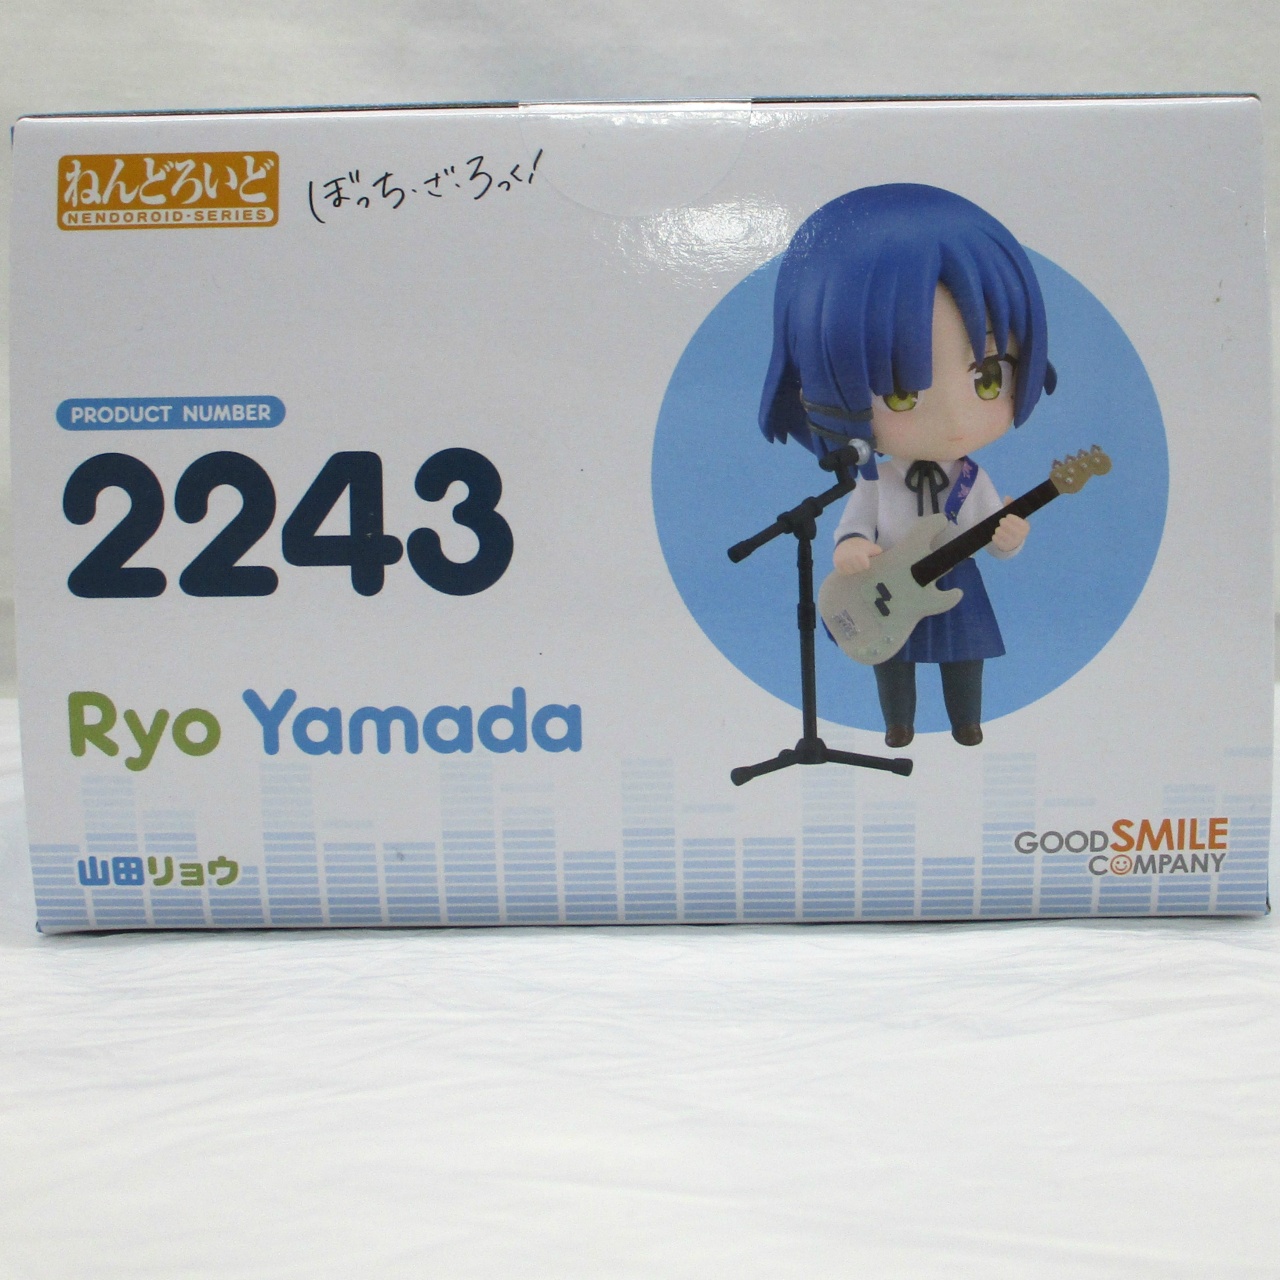 ねんどろいど
NENDOROID・SERIES
ぼっち・ざ・ろっく!
PRODUCT NUMBER
2243
Ryo Yamada
山田リョウ
GOOD SMILE
COMPANY